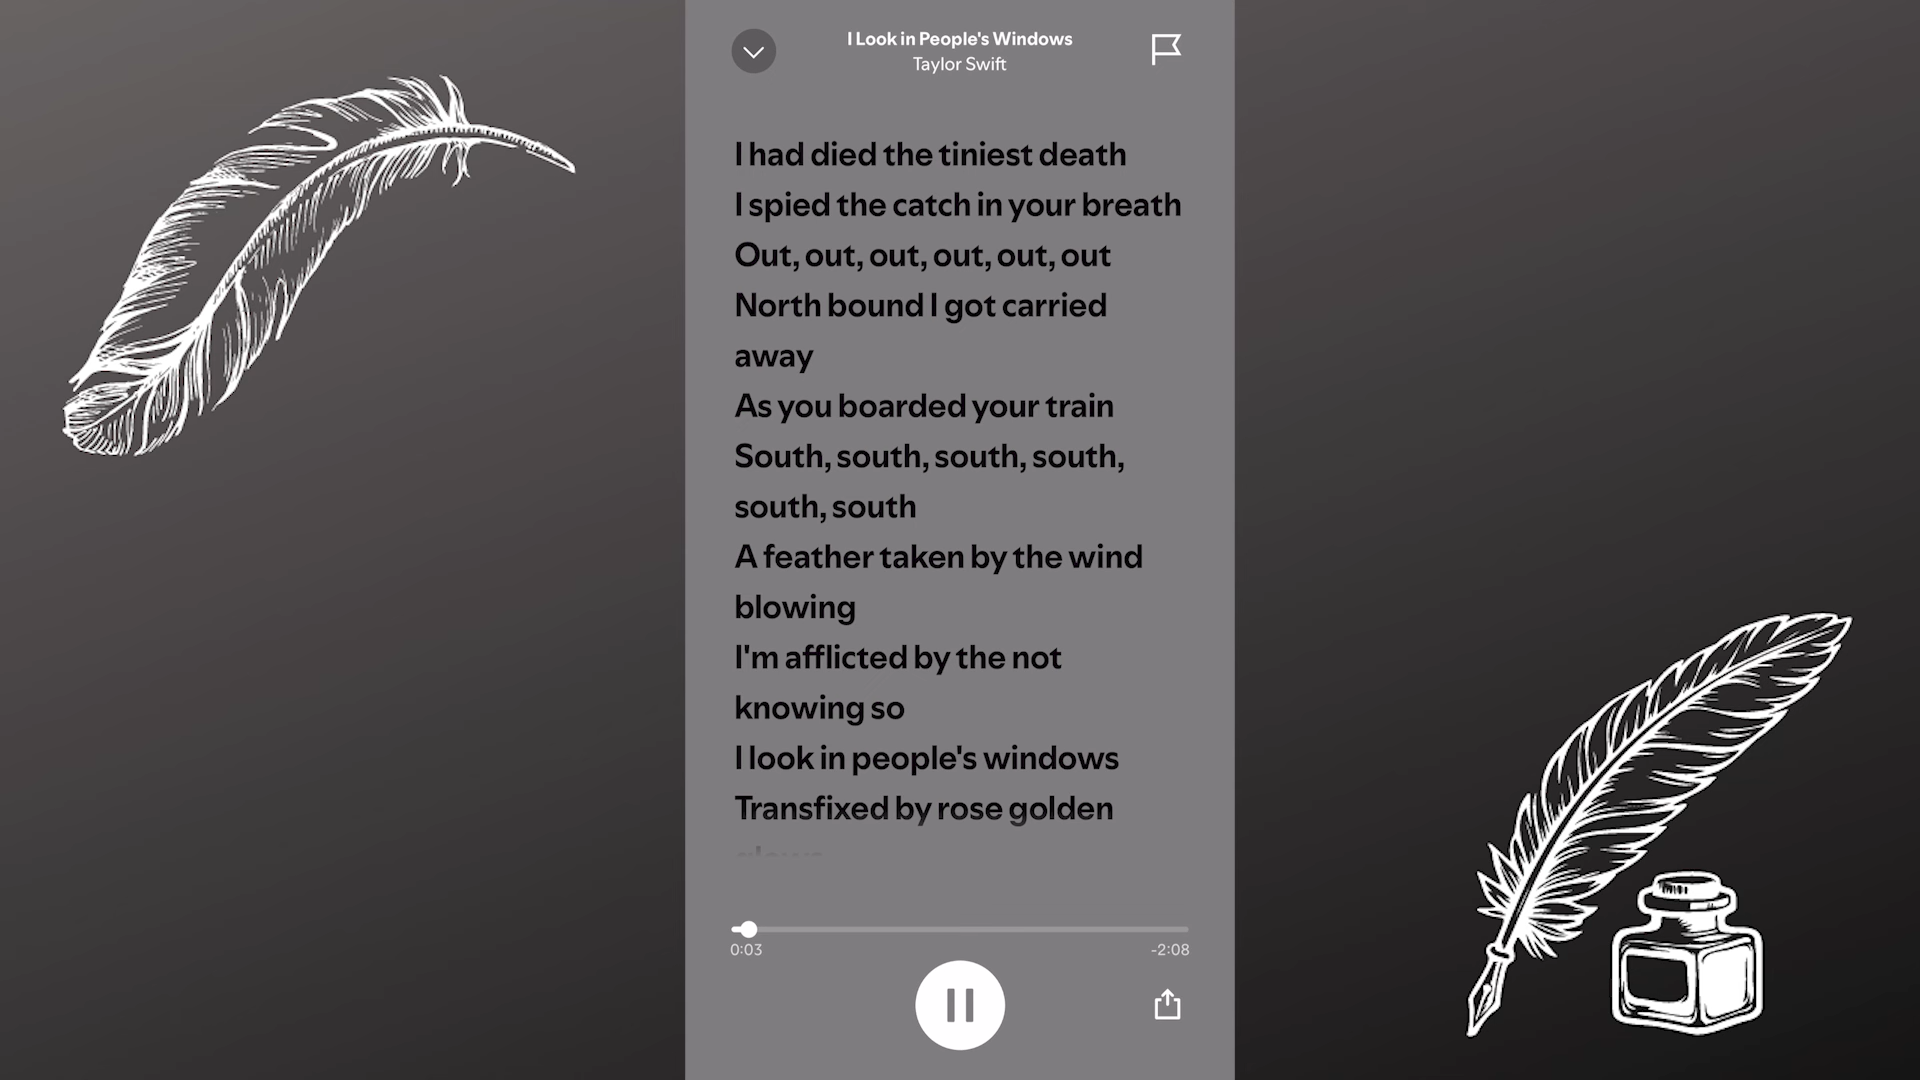 I Look in People's Windows
Taylor Swift
I had died the tiniest death
I spied the catch in your breath
Out, out, out, out, out, out
North bound I got carried
away
As you boarded your train
South, south, south, south,
south, south
A feather taken by the wind
blowing
I'm afflicted by the not
knowing so
I look in people's windows
Transfixed by rose golden
0:03
-2:08